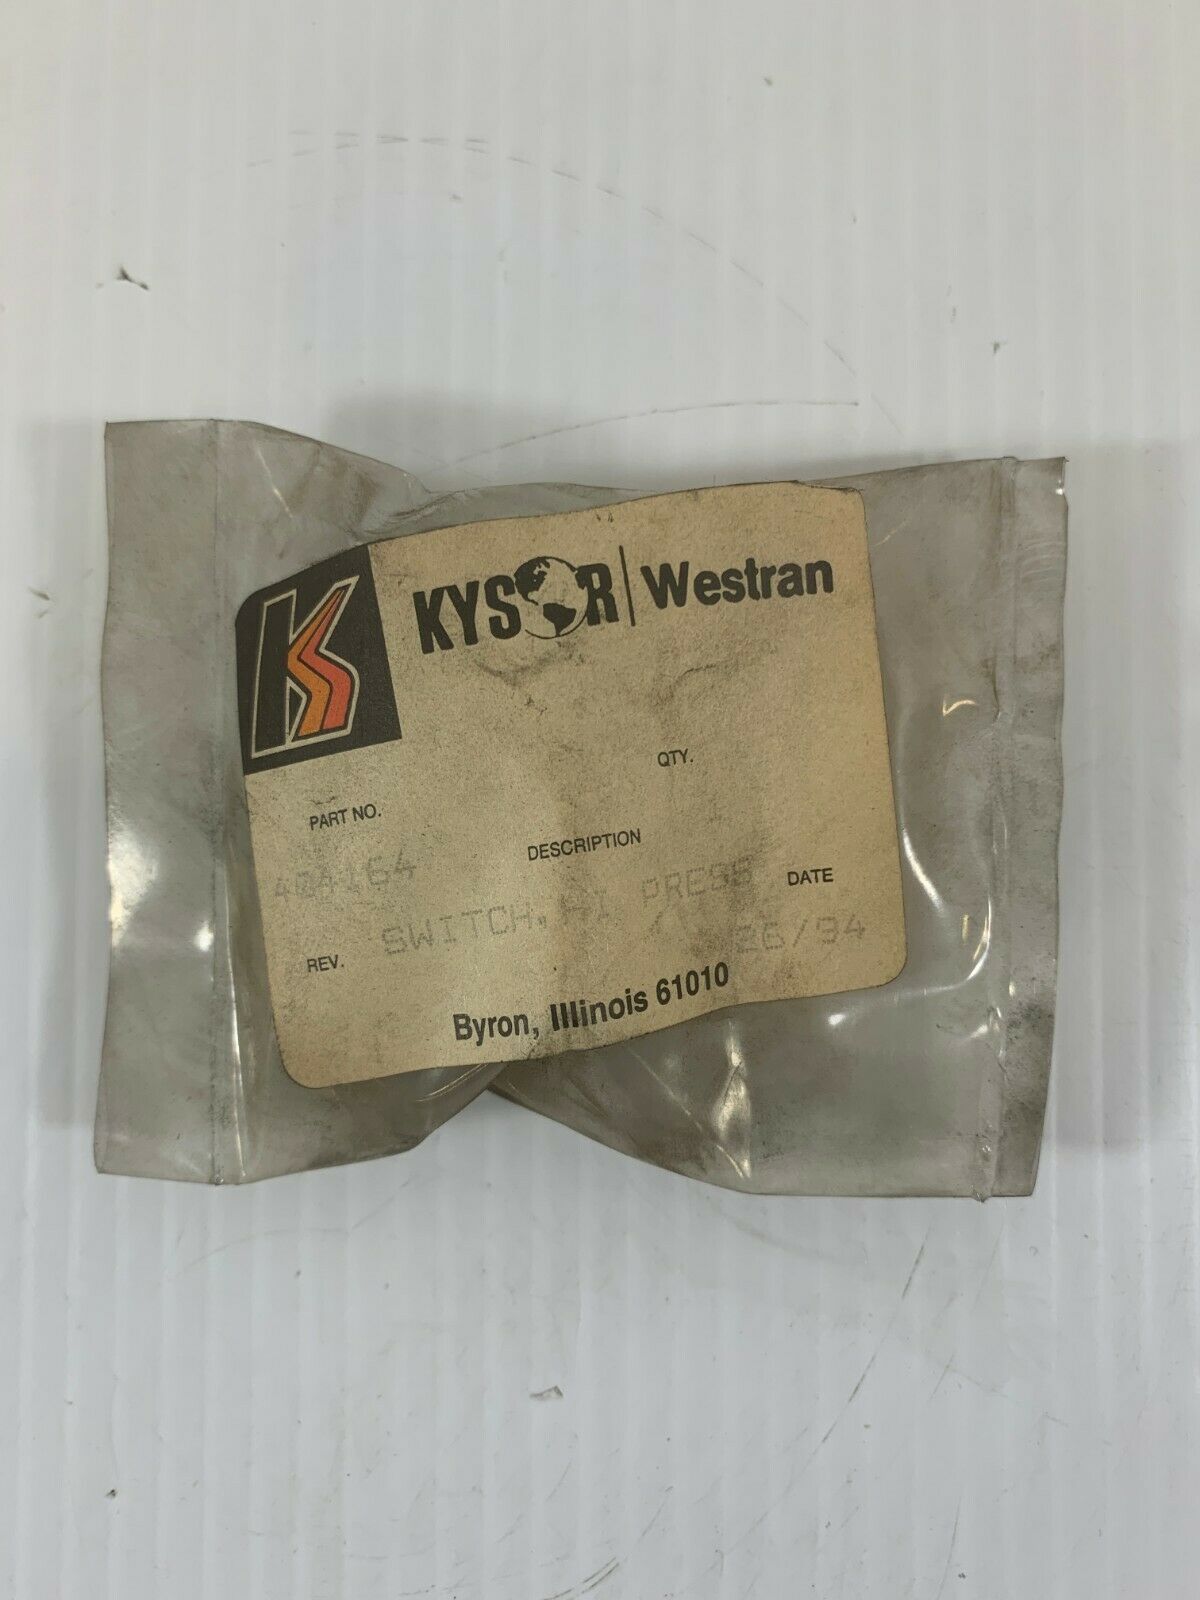 K
KYSOR | Westran
QTY.
PART NO.
DESCRIPTION
404164
DATE
SWITCH, HI PRESS
26/94
REV.
Byron, Illinois 61010